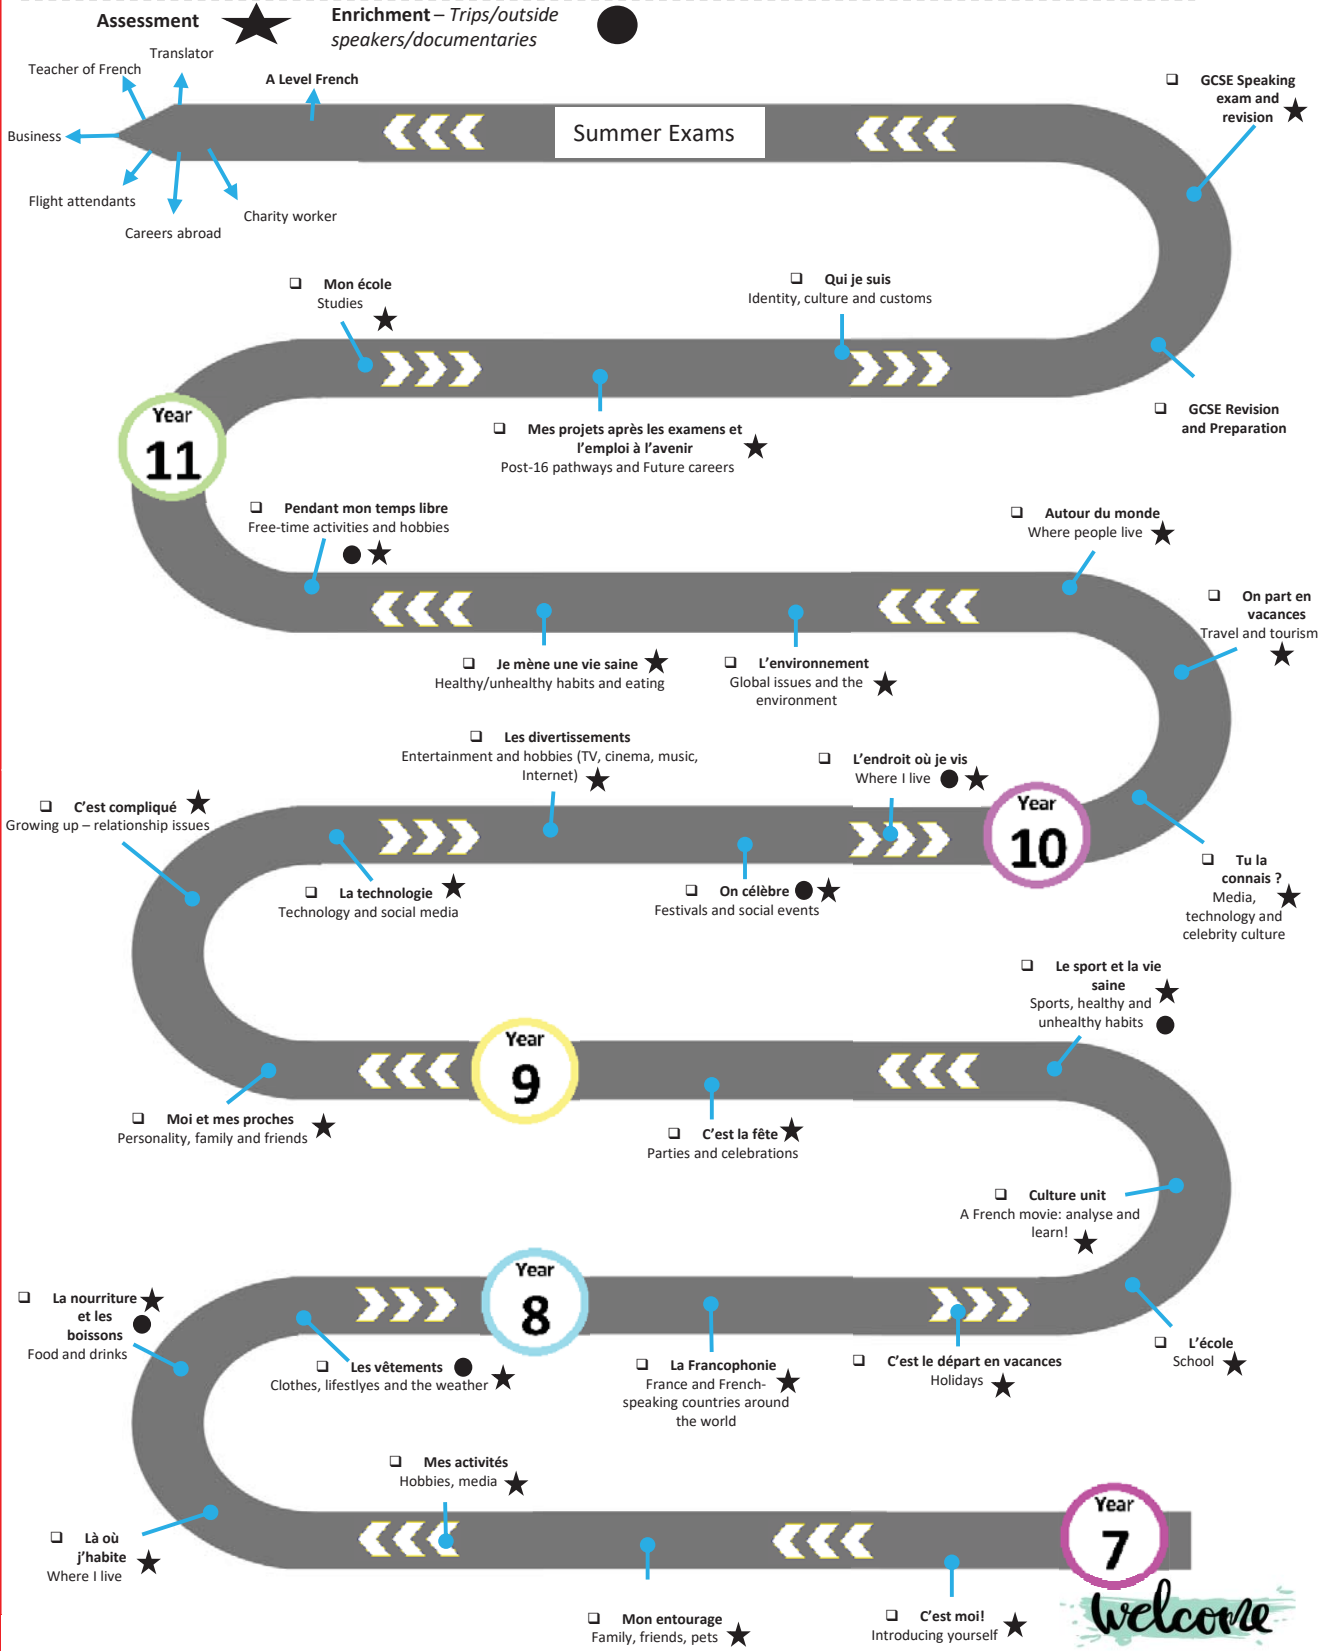 Assessment
Enrichment – Trips/outside
speakers/documentaries
Translator
Teacher of French
A Level French
Business
Flight attendants
Charity worker
Careers abroad
Summer Exams
❑ GCSE Speaking
exam and
revision
❑ Mon école
Studies
❑ Qui je suis
Identity, culture and customs
❑ GCSE Revision
and Preparation
❑ Mes projets après les examens et
l'emploi à l'avenir
Post-16 pathways and Future careers
Year
11
❑ Pendant mon temps libre
Free-time activities and hobbies
❑ Autour du monde
Where people live
❑ On part en
vacances
Travel and tourism
❑ Je mène une vie saine
Healthy/unhealthy habits and eating
❑ L'environnement
Global issues and the
environment
❑ Les divertissements
Entertainment and hobbies (TV, cinema, music,
Internet)
❑ L'endroit où je vis
Where I live
Year
10
❑ C'est compliqué
Growing up – relationship issues
❑ La technologie
Technology and social media
❑ On célèbre
Festivals and social events
❑ Tu la
connais ?
Media,
technology and
celebrity culture
❑ Le sport et la vie
saine
Sports, healthy and
unhealthy habits
Year
9
❑ Moi et mes proches
Personality, family and friends
❑ C'est la fête
Parties and celebrations
❑ Culture unit
A French movie: analyse and
learn!
Year
8
❑ La nourriture
et les
boissons
Food and drinks
❑ Les vêtements
Clothes, lifestlyes and the weather
❑ La Francophonie
France and French-
speaking countries around
the world
❑ C'est le départ en vacances
Holidays
❑ L'école
School
❑ Mes activités
Hobbies, media
❑ Là où
j'habite
Where I live
Year
7
❑ Mon entourage
Family, friends, pets
❑ C'est moi!
Introducing yourself
welcome